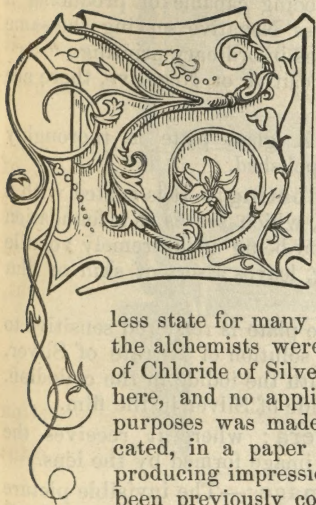 less state for many
the alchemists were
of Chloride of Silve
here, and no appli
purposes was made
cated, in a paper
producing impressi
been previously co